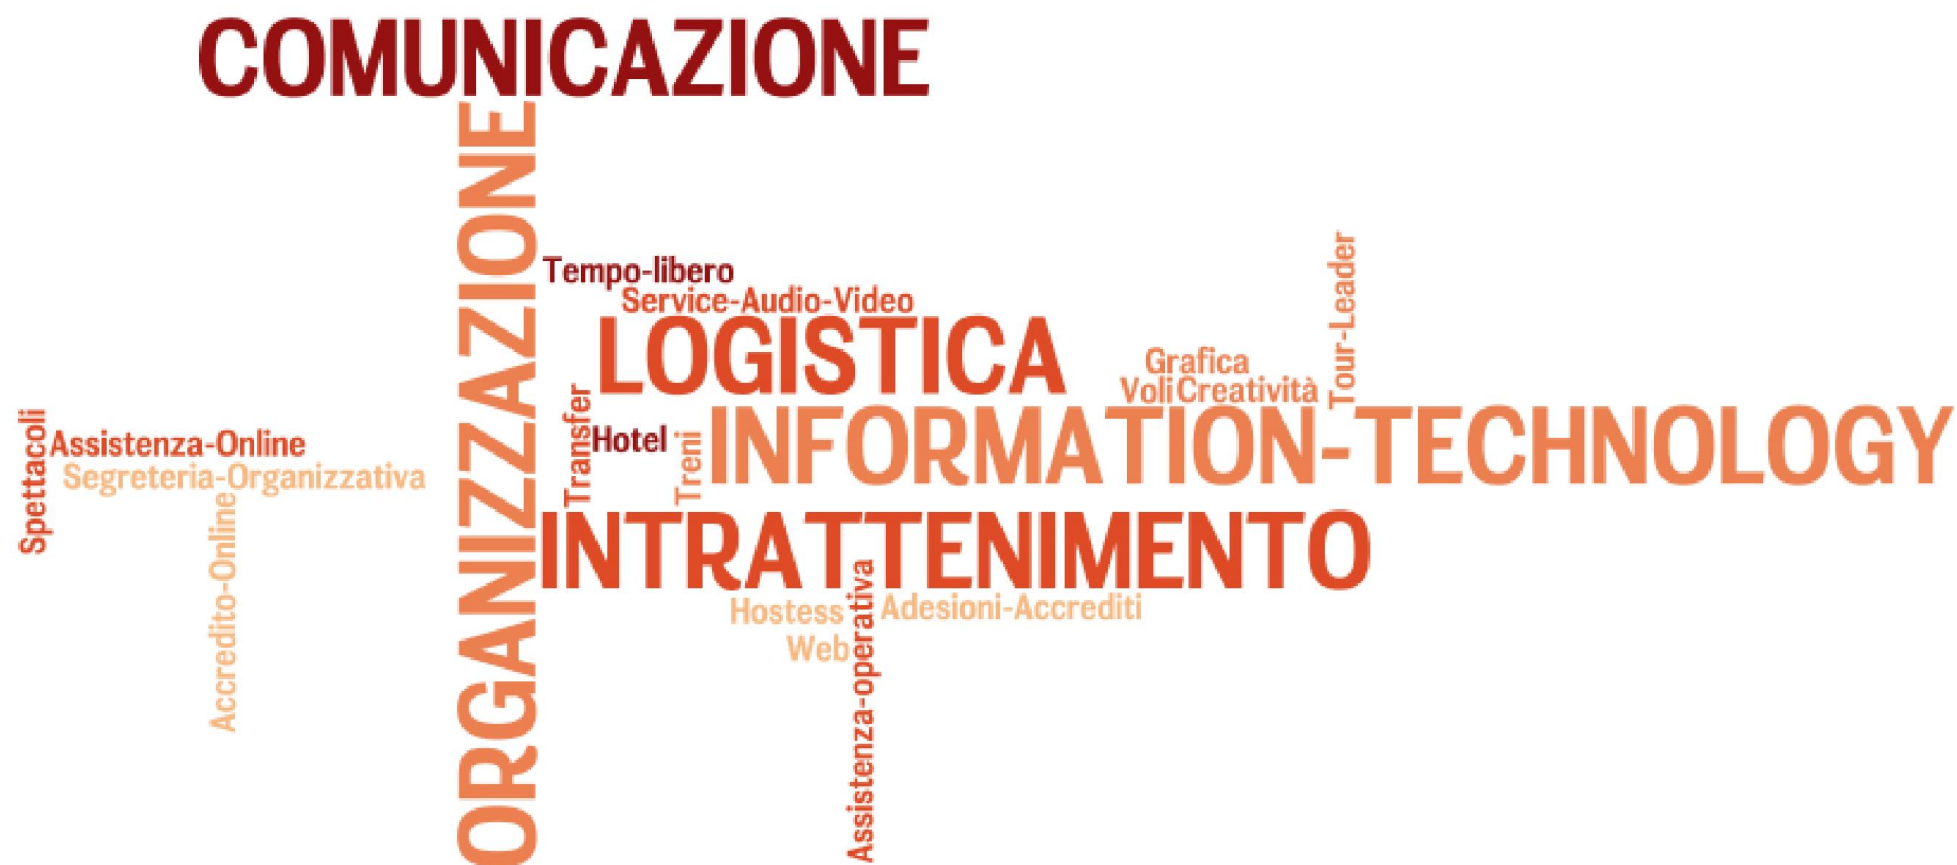 COMUNICAZIONE
ORGANIZZAZIONE
Tempo-libero
Service-Audio-Video
LOGISTICA
Tour-Leader
Grafica
Voli Creatività
Transfer
Hotel
Treni
INFORMATION-TECHNOLOGY
Spettacoli
Assistenza-Online
Segreteria-Organizzativa
Accredito-Online
INTRATTENIMENTO
Hostess
Assistenza-operativa
Adesioni-Accrediti
Web